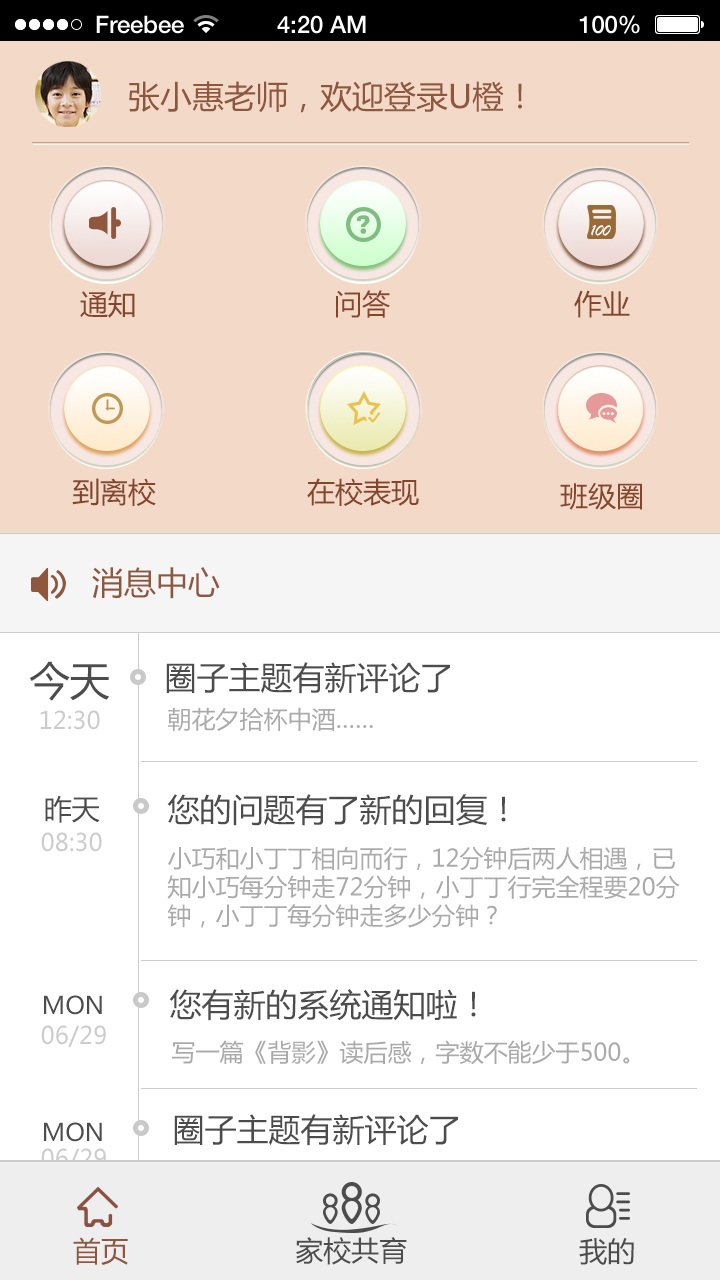 Freebee 4:20 AM 100%
张小惠老师，欢迎登录U橙！
100
通知 问答 作业
到离校 在校表现 班级圈
消息中心
今天 圈子主题有新评论了
12:30 朝花夕拾杯中酒......
昨天 您的问题有了新的回复！
08:30
小巧和小丁丁相向而行，12分钟后两人相遇，已
知小巧每分钟走72分钟，小丁丁行完全程要20分
钟，小丁丁每分钟走多少分钟？
MON 您有新的系统通知啦！
06/29 写一篇《背影》读后感，字数不能少于500。
MON 圈子主题有新评论了
06/29
首页 家校共育 我的